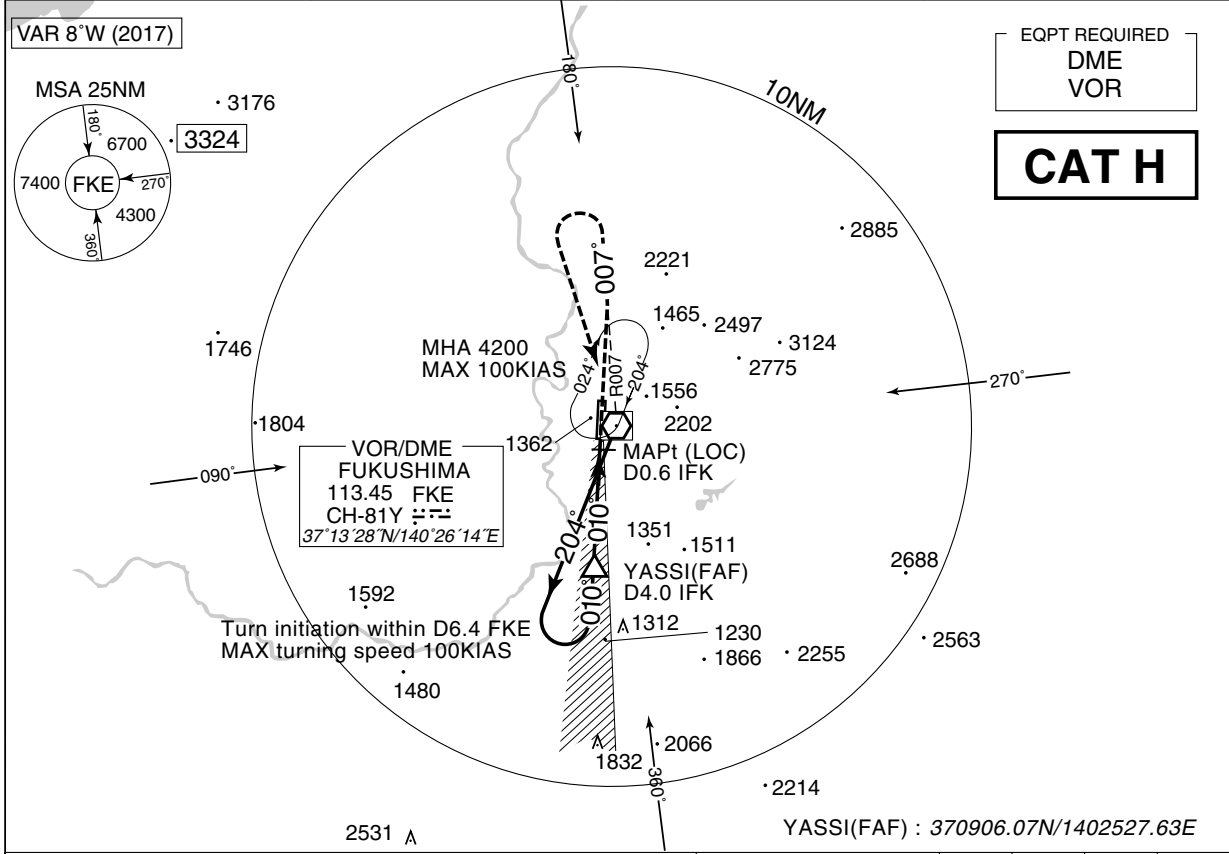 VAR 8°W (2017)
EQPT REQUIRED
DME
VOR
CAT H
MSA 25NM
180°
6700
7400
FKE
270°
4300
360°
3176
3324
180°
10NM
2885
007°
2221
1465
2497
3124
2775
1746
MHA 4200
MAX 100KIAS
024°
R007
204°
270°
1556
2202
1804
1362
MAPt (LOC)
D0.6 IFK
090°
VOR/DME
FUKUSHIMA
113.45 FKE
CH-81Y
37°13´28˝N/140°26´14˝E
204°
010°
1351
1511
YASSI(FAF)
D4.0 IFK
2688
010°
1592
Turn initiation within D6.4 FKE
MAX turning speed 100KIAS
1312
1230
1866
2255
2563
1480
2066
1832
360°
2214
2531
YASSI(FAF) : 370906.07N/1402527.63E